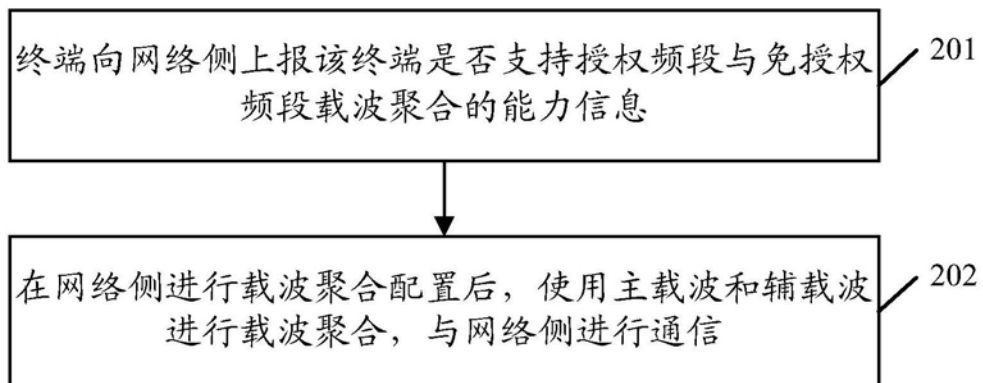 终端向网络侧上报该终端是否支持授权频段与免授权
频段载波聚合的能力信息
201
在网络侧进行载波聚合配置后，使用主载波和辅载波
进行载波聚合，与网络侧进行通信
202